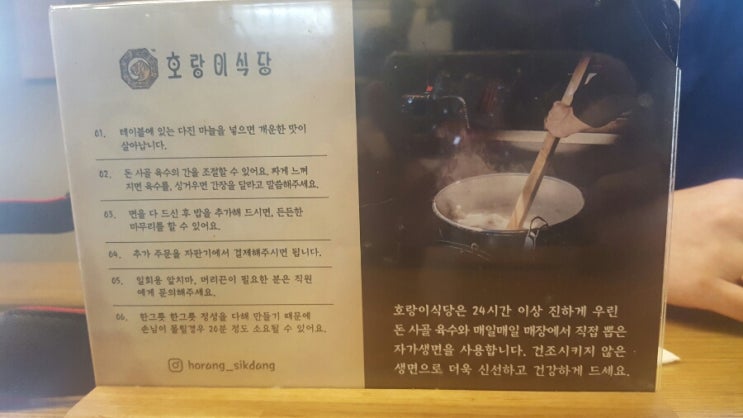 호랑이식당
01. 테이블에 있는 다진 마늘을 넣으면 개운한 맛이
살아납니다.
02. 돈 사골 육수의 간을 조절할 수 있어요. 짜게 느껴
지면 육수를, 싱거우면 간장을 달라고 말씀해주세요.
03. 면을 다 드신 후 밥을 추가해 드시면, 든든한
마무리를 할 수 있어요.
04. 추가 주문을 자판기에서 결제해주시면 됩니다.
05. 일회용 앞치마, 머리끈이 필요한 분은 직원
에게 문의해주세요.
06. 한그릇 한그릇 정성을 다해 만들기 때문에
손님이 몰릴경우 20분 정도 소요될 수 있어요.
horang_sikdang
호랑이식당은 24시간 이상 진하게 우린
돈 사골 육수와 매일매일 매장에서 직접 뽑은
자가생면을 사용합니다. 건조시키지 않은
생면으로 더욱 신선하고 건강하게 드세요.